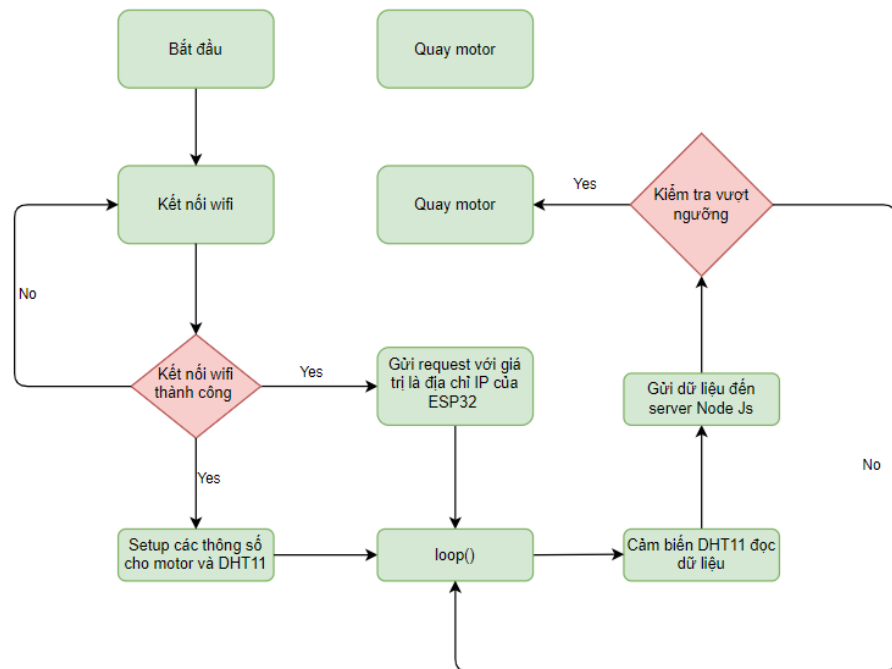 Bắt đầu
Quay motor
Kết nối wifi
Quay motor
Yes
Kiểm tra vượt
ngưỡng
No
Kết nối wifi
thành công
Yes
Gửi request với giá
trị là địa chỉ IP của
ESP32
Gửi dữ liệu đến
server Node Js
No
Yes
Setup các thông số
cho motor và DHT11
loop()
Cảm biến DHT11 đọc
dữ liệu